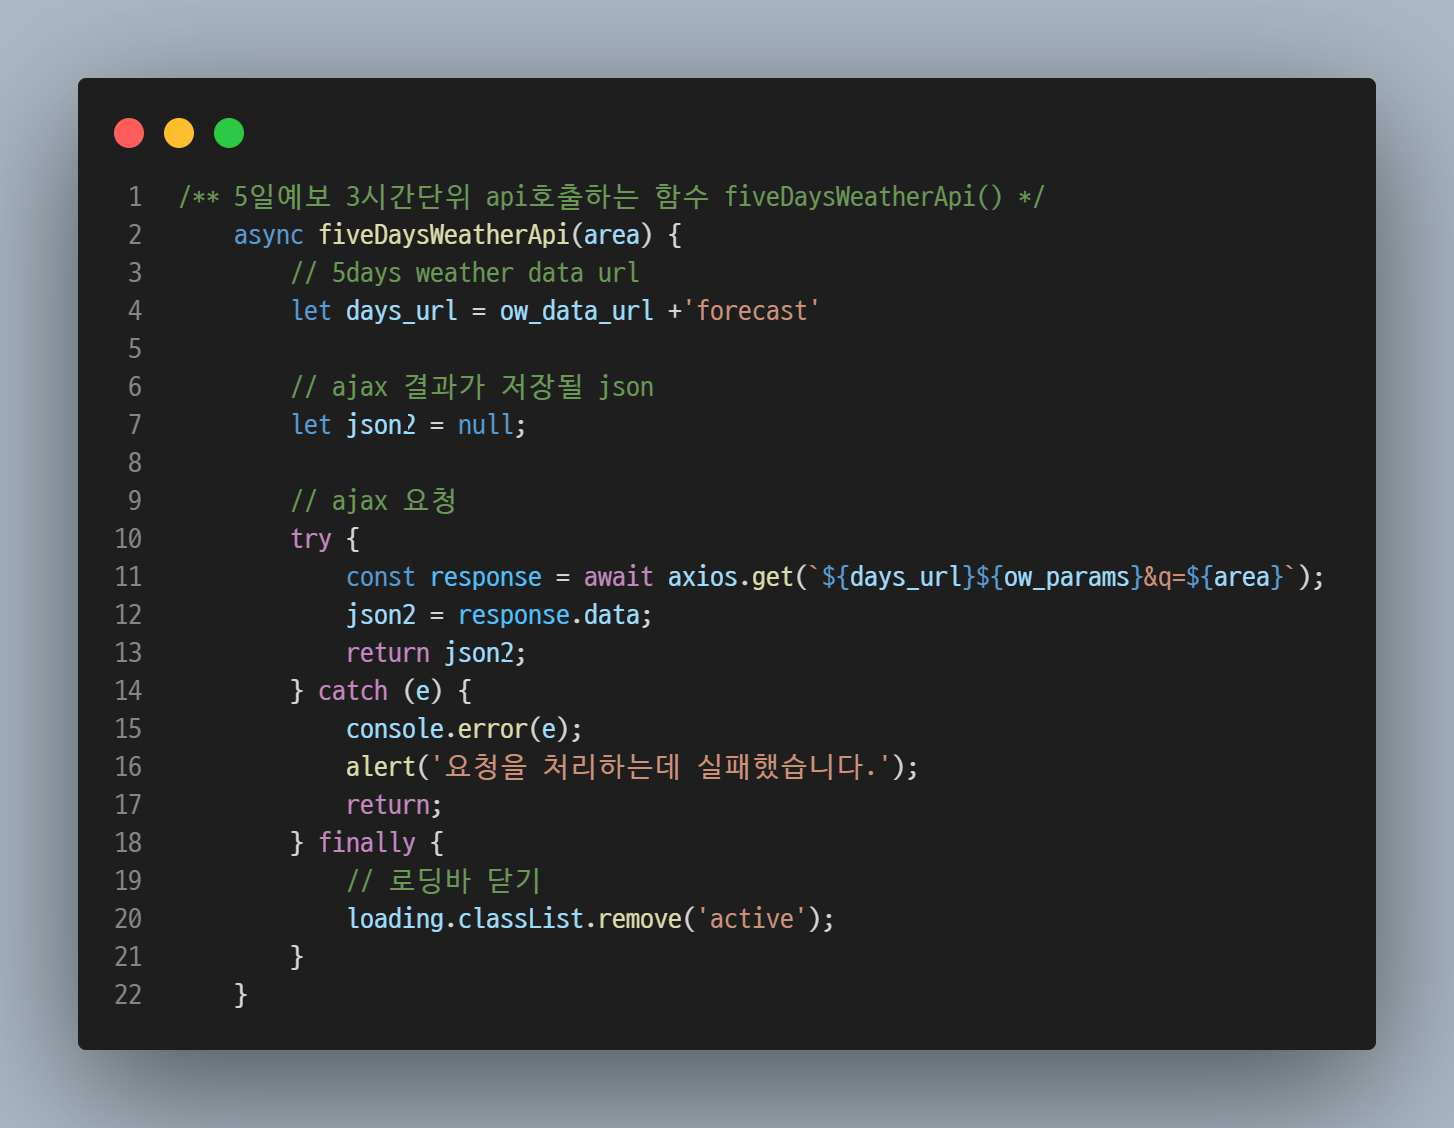 1 /** 5일예보 3시간단위 api호출하는 함수 fiveDaysWeatherApi() */
2     async fiveDaysWeatherApi(area) {
3         // 5days weather data url
4         let days_url = ow_data_url +'forecast'
5
6         // ajax 결과가 저장될 json
7         let json2 = null;
8
9         // ajax 요청
10         try {
11             const response = await axios.get(`${days_url}${ow_params}&q=${area}`);
12             json2 = response.data;
13             return json2;
14         } catch (e) {
15             console.error(e);
16             alert('요청을 처리하는데 실패했습니다.');
17             return;
18         } finally {
19             // 로딩바 닫기
20             loading.classList.remove('active');
21         }
22     }